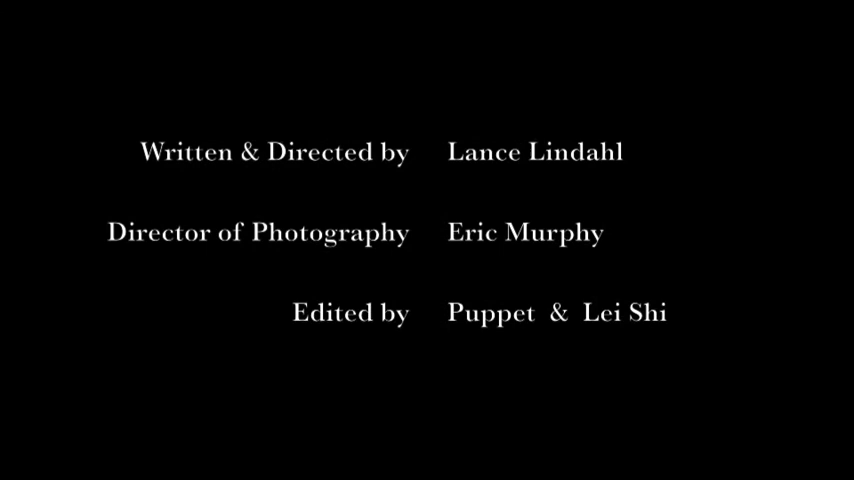 Written & Directed by Lance Lindahl
Director of Photography Eric Murphy
Edited by Puppet & Lei Shi